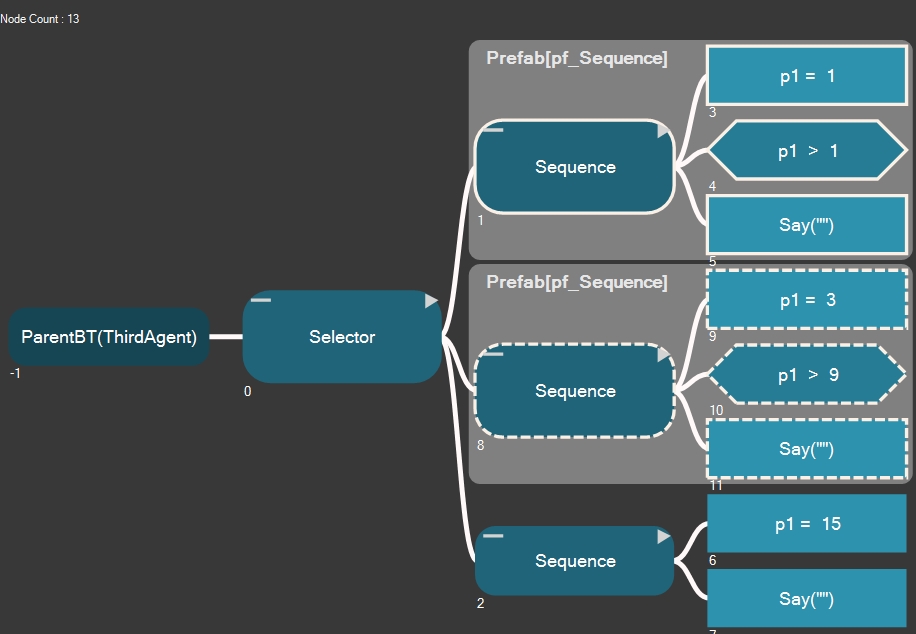 Node Count : 13
Prefab[pf_Sequence]
p1 = 1
3
Sequence
1
p1 > 1
4
Say("")
5
Prefab[pf_Sequence]
p1 = 3
9
ParentBT(ThirdAgent)
-1
Selector
0
Sequence
8
p1 > 9
10
Say("")
11
p1 = 15
6
Sequence
2
Say("")